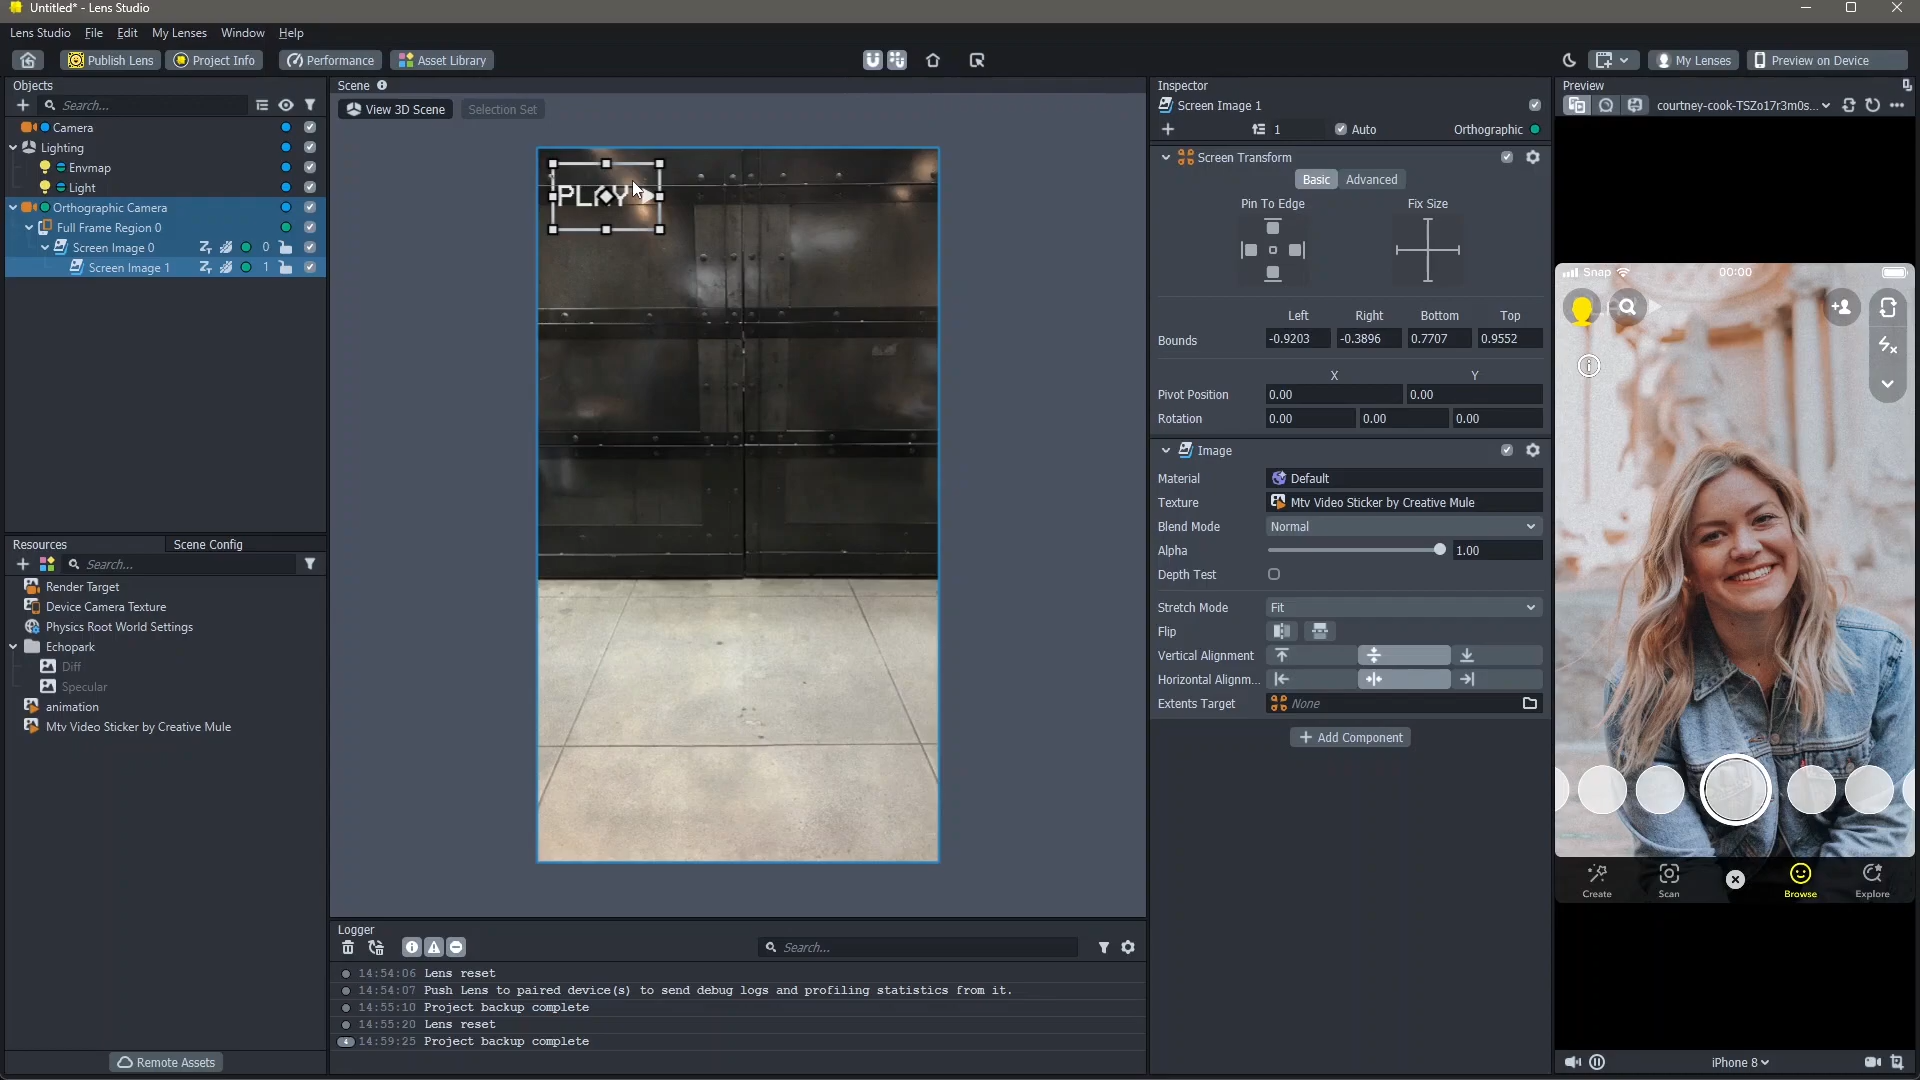 Untitled* - Lens Studio
Lens Studio File Edit My Lenses Window Help
Publish Lens Project Info Performance Asset Library My Lenses Preview on Device
Objects
Search...
Camera
Lighting
Envmap
Light
Orthographic Camera
Full Frame Region 0
Screen Image 0 0
Screen Image 1 1
Resources Scene Config
Search...
Render Target
Device Camera Texture
Physics Root World Settings
Echopark
Diff
Specular
animation
Mtv Video Sticker by Creative Mule
Remote Assets
Scene
View 3D Scene Selection Set
PLAY
Logger
Search...
14:54:06 Lens reset
14:54:07 Push Lens to paired device(s) to send debug logs and profiling statistics from it.
14:55:10 Project backup complete
14:55:20 Lens reset
4 14:59:25 Project backup complete
Inspector
Screen Image 1
1 Auto Orthographic
Screen Transform
Basic Advanced
Pin To Edge Fix Size
Left Right Bottom Top
Bounds -0.9203 -0.3896 0.7707 0.9552
X Y
Pivot Position 0.00 0.00
Rotation 0.00 0.00 0.00
Image
Material Default
Texture Mtv Video Sticker by Creative Mule
Blend Mode Normal
Alpha 1.00
Depth Test
Stretch Mode Fit
Flip
Vertical Alignment
Horizontal Alignm...
Extents Target None
Add Component
Preview
courtney-cook-TSZo17r3m0s...
Snap 00:00
Create Scan Browse Explore
iPhone 8